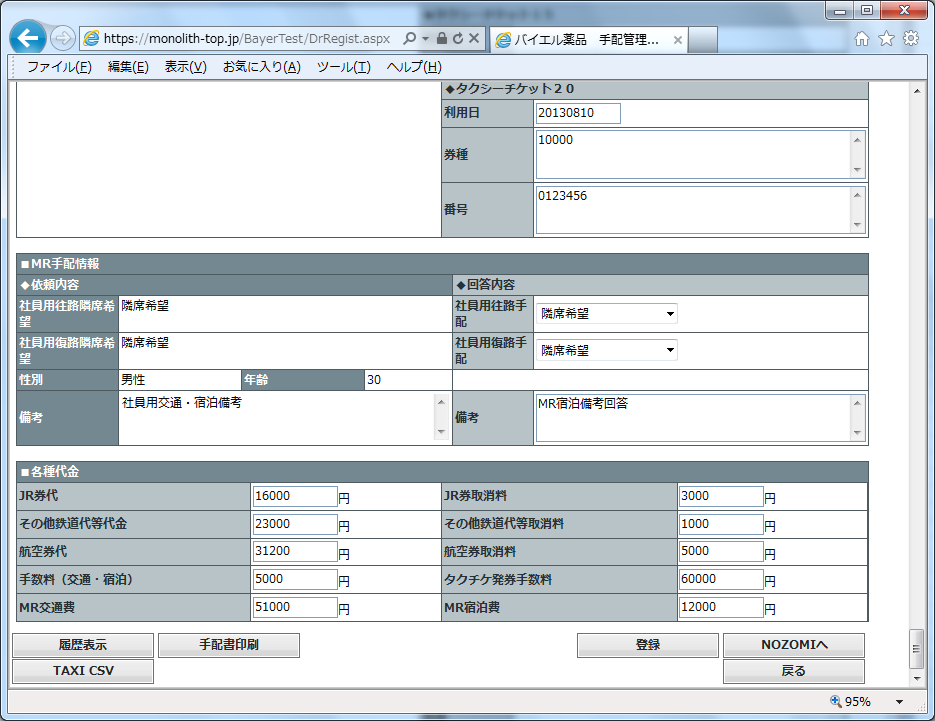 https://monolith-top.jp/BayerTest/DrRegist.aspx
バイエル薬品　手配管理...
ファイル(F) 編集(E) 表示(V) お気に入り(A) ツール(T) ヘルプ(H)
◆タクシーチケット２０
利用日 20130810
券種 10000
番号 0123456
■MR手配情報
◆依頼内容 ◆回答内容
社員用往路隣席希望 隣席希望 社員用往路手配 隣席希望
社員用復路隣席希望 隣席希望 社員用復路手配 隣席希望
性別 男性 年齢 30
備考 社員用交通・宿泊備考 備考 MR宿泊備考回答
■各種代金
JR券代 16000 円 JR券取消料 3000 円
その他鉄道代等代金 23000 円 その他鉄道代等取消料 1000 円
航空券代 31200 円 航空券取消料 5000 円
手数料（交通・宿泊） 5000 円 タクチケ発券手数料 60000 円
MR交通費 51000 円 MR宿泊費 12000 円
履歴表示 手配書印刷 登録 NOZOMIへ
TAXI CSV 戻る
95%